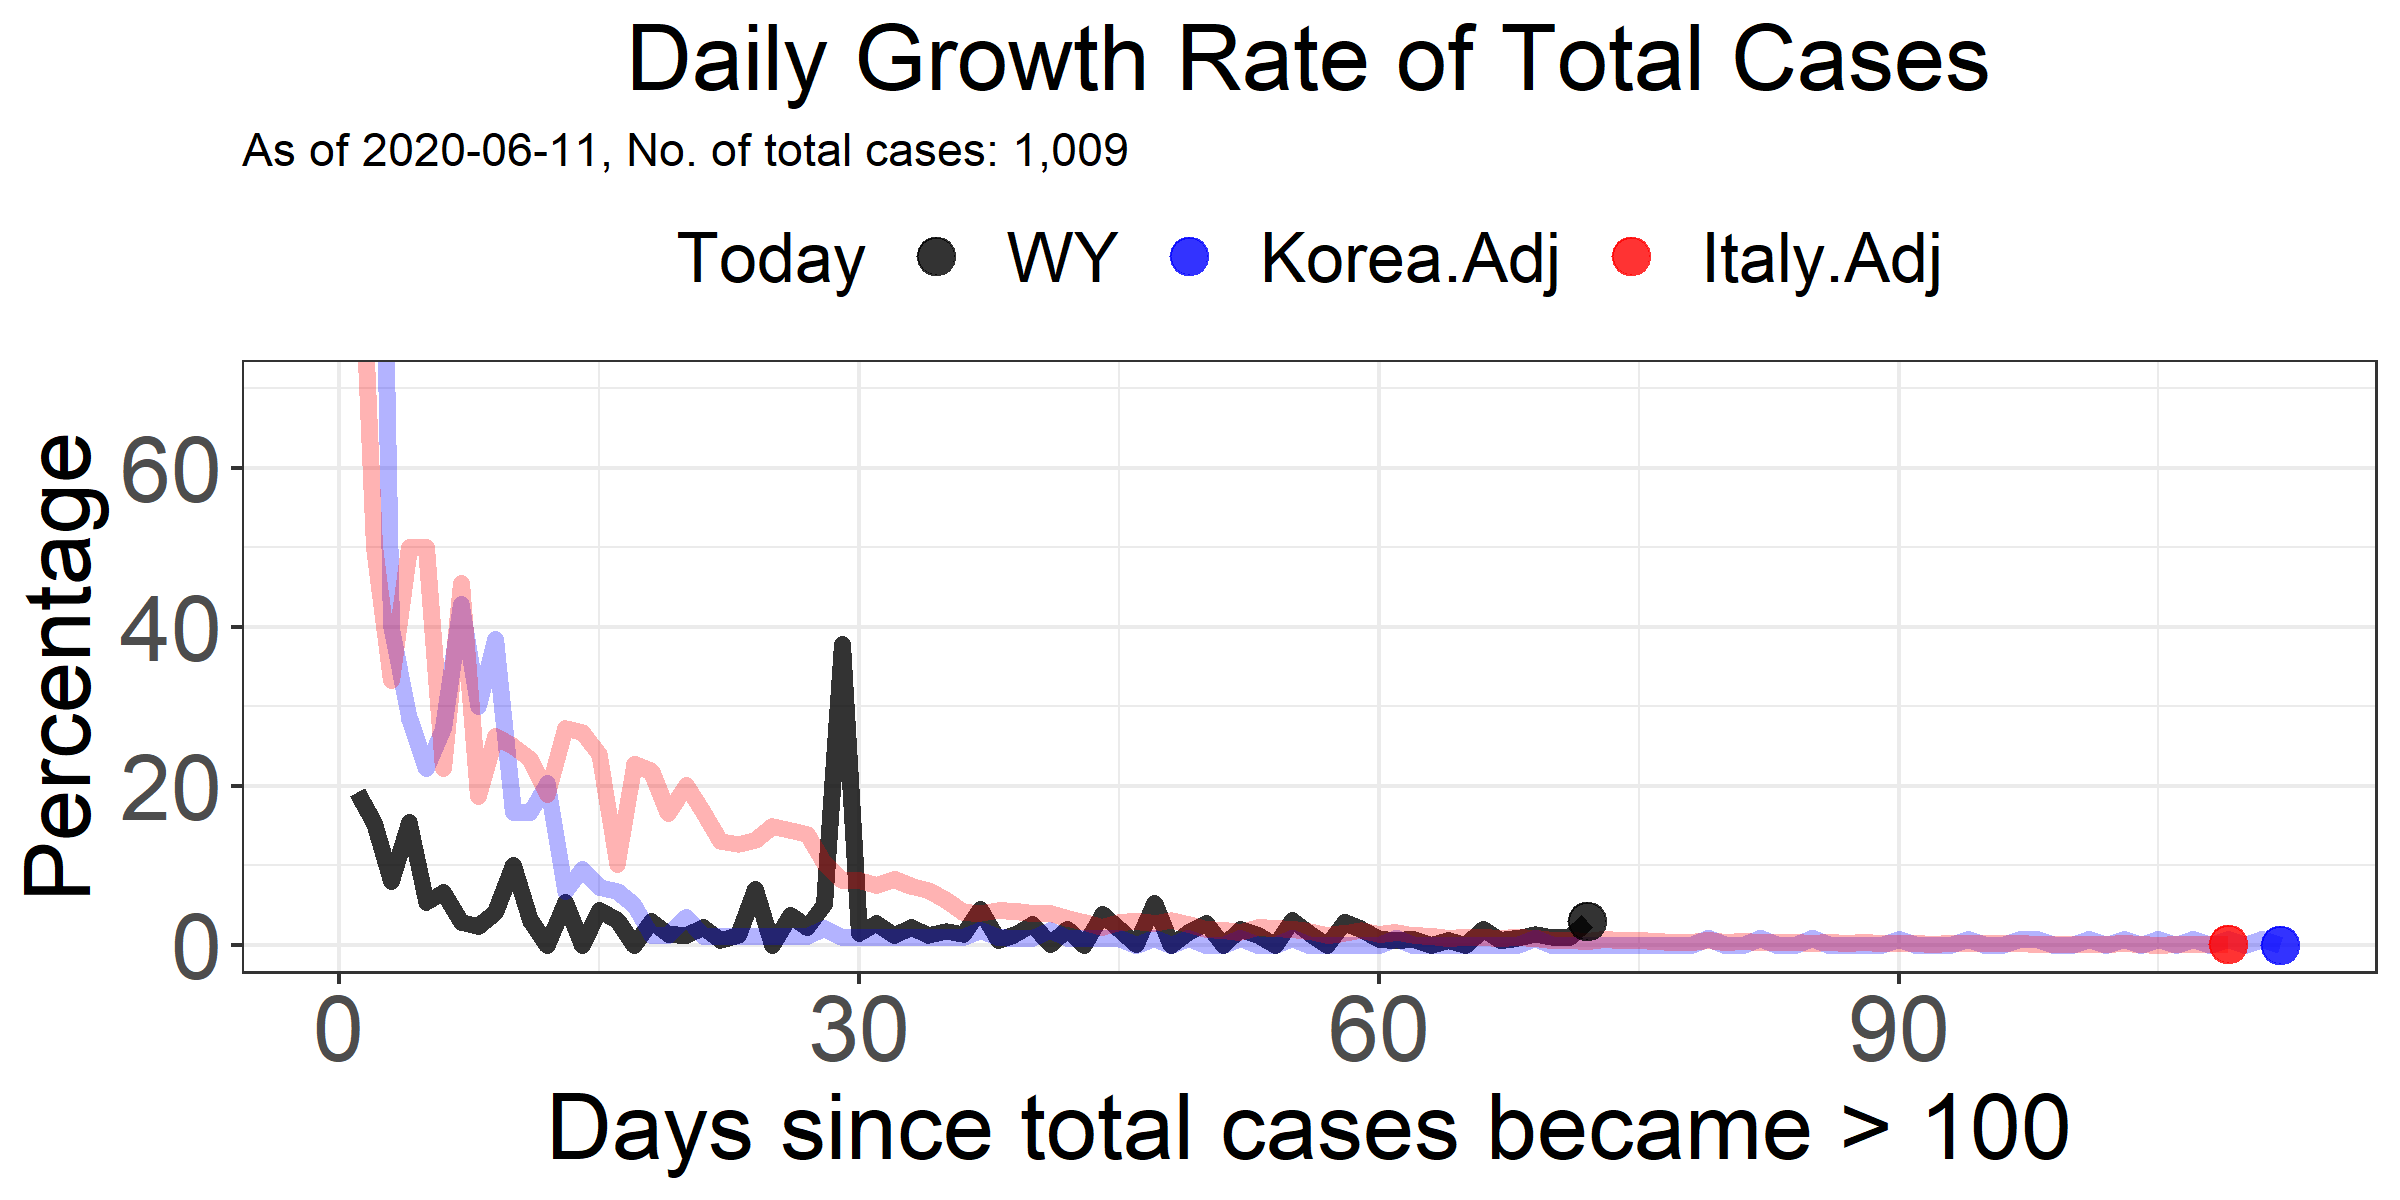 Daily Growth Rate of Total Cases
As of 2020-06-11, No. of total cases: 1,009
Today WY Korea.Adj Italy.Adj
Percentage
60
40
20
0
0 30 60 90
Days since total cases became > 100